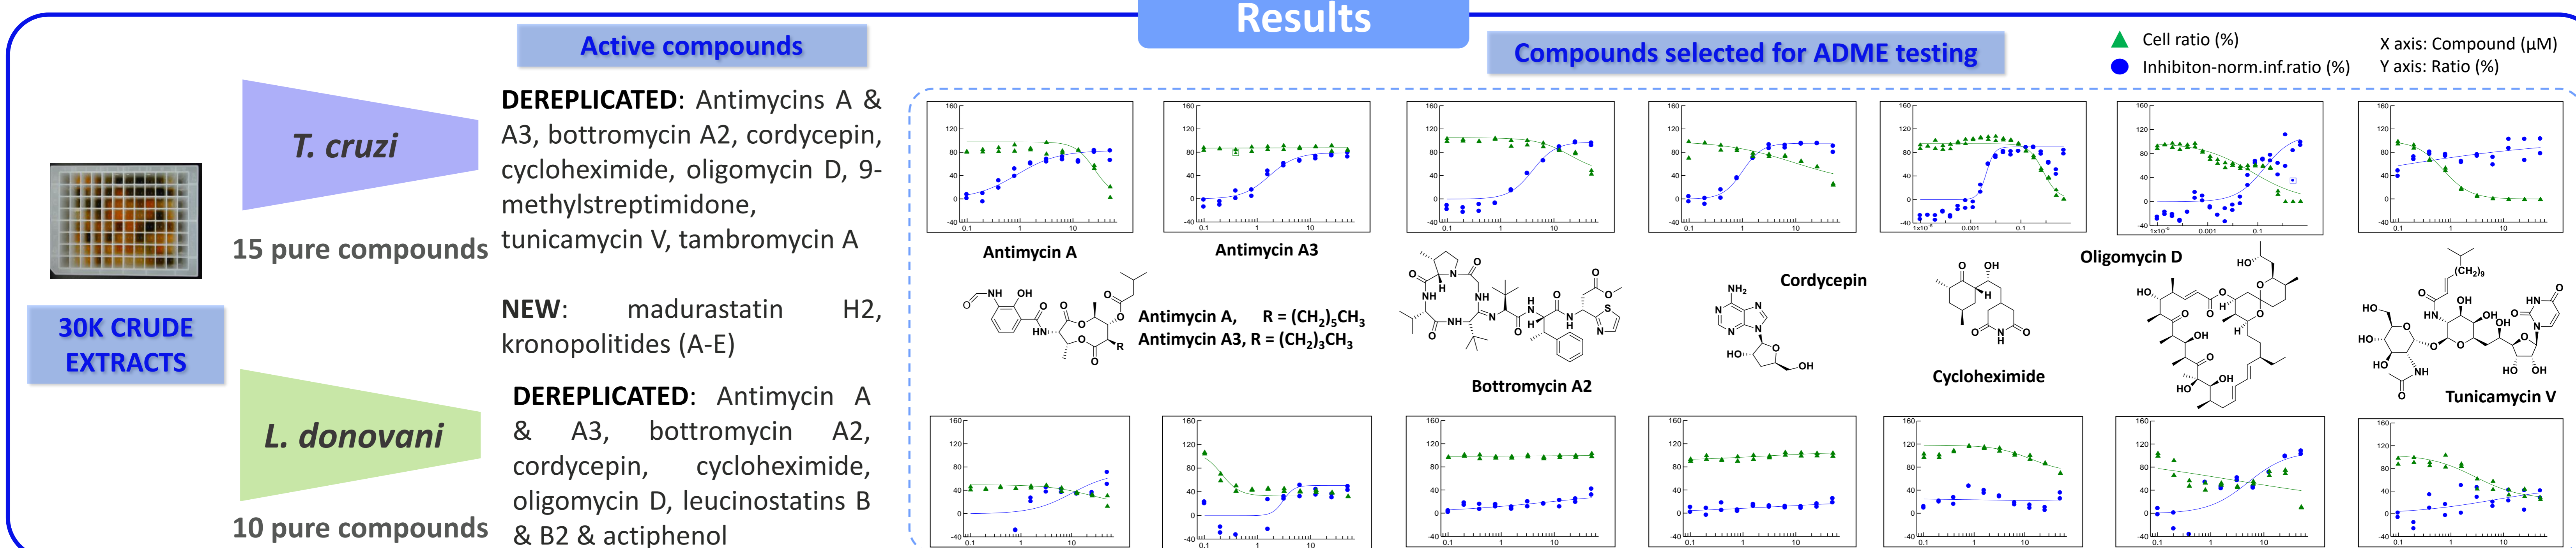 Results
Active compounds
Compounds selected for ADME testing
Cell ratio (%)
Inhibiton-norm.inf.ratio (%)
X axis: Compound (µM)
Y axis: Ratio (%)
30K CRUDE
EXTRACTS
T. cruzi
15 pure compounds
DEREPLICATED: Antimycins A &
A3, bottromycin A2, cordycepin,
cycloheximide, oligomycin D, 9-
methylstreptimidone,
tunicamycin V, tambromycin A
NEW: madurastatin H2,
kronopolitides (A-E)
L. donovani
10 pure compounds
DEREPLICATED: Antimycin A
& A3, bottromycin A2,
cordycepin, cycloheximide,
oligomycin D, leucinostatins B
& B2 & actiphenol
Antimycin A
Antimycin A3
Antimycin A, R = (CH2)5CH3
Antimycin A3, R = (CH2)3CH3
Bottromycin A2
Cordycepin
Cycloheximide
Oligomycin D
Tunicamycin V